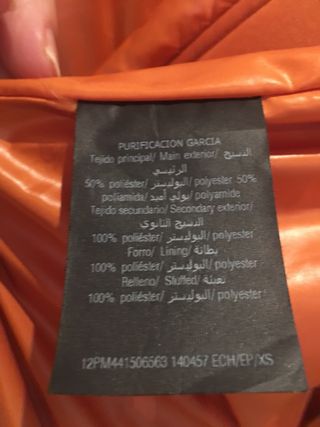 PURIFICACION GARCIA
Tejido principal/ Main exterior/ النسيج
الرئيسي
50% poliéster/ البوليستر/ polyester 50%
poliamida/ بولي أميد/ polyamide
Tejido secundario/ Secondary exterior/
النسيج الثانوي
100% poliéster/ البوليستر/ polyester
Forro/ Lining/ بطانة
100% poliéster/ البوليستر/ polyester
Relleno/ Stuffed/ تعبئة
100% poliéster/ البوليستر/ polyester
12PM441506563 140457 ECH/EP/XS